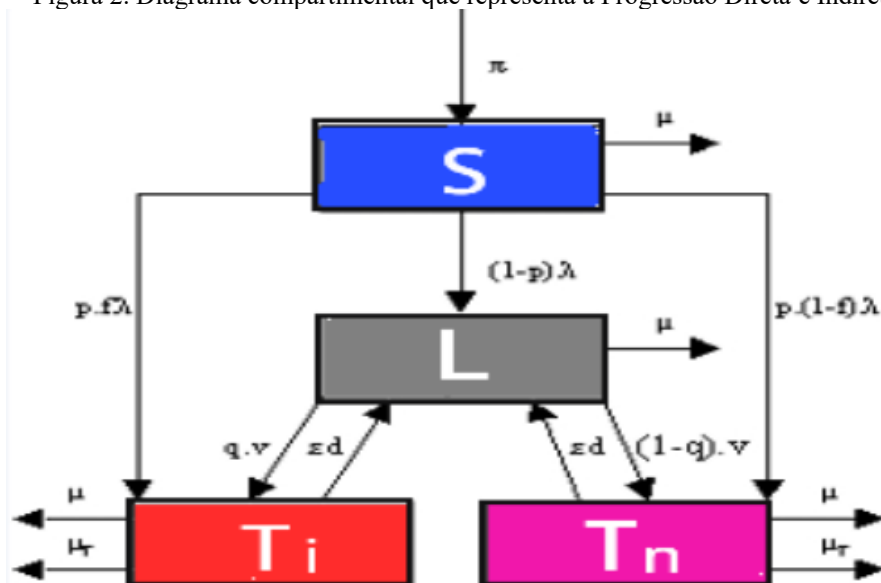 Figura 2. Diagrama compartimental que representa a Progressão Direta e Indire
π
μ
S
(1-p)λ
p.fλ
p.(1-f)λ
μ
L
q.v
εd
εd
(1-q).v
μ
μ
Ti
Tn
μT
μT